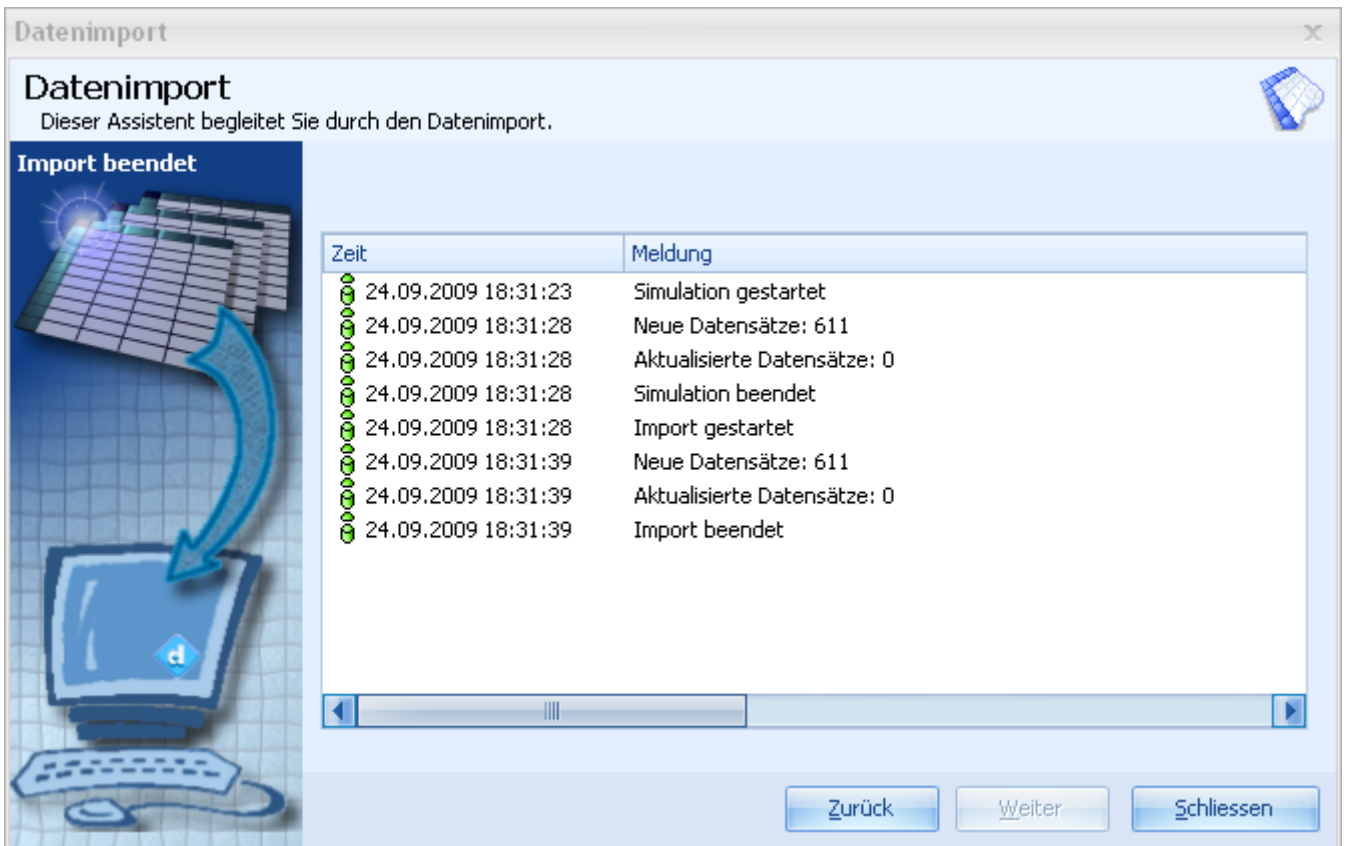 Datenimport
Datenimport
Dieser Assistent begleitet Sie durch den Datenimport.
Import beendet
Zeit Meldung
24.09.2009 18:31:23 Simulation gestartet
24.09.2009 18:31:28 Neue Datensätze: 611
24.09.2009 18:31:28 Aktualisierte Datensätze: 0
24.09.2009 18:31:28 Simulation beendet
24.09.2009 18:31:28 Import gestartet
24.09.2009 18:31:39 Neue Datensätze: 611
24.09.2009 18:31:39 Aktualisierte Datensätze: 0
24.09.2009 18:31:39 Import beendet
d
Zurück Weiter Schliessen